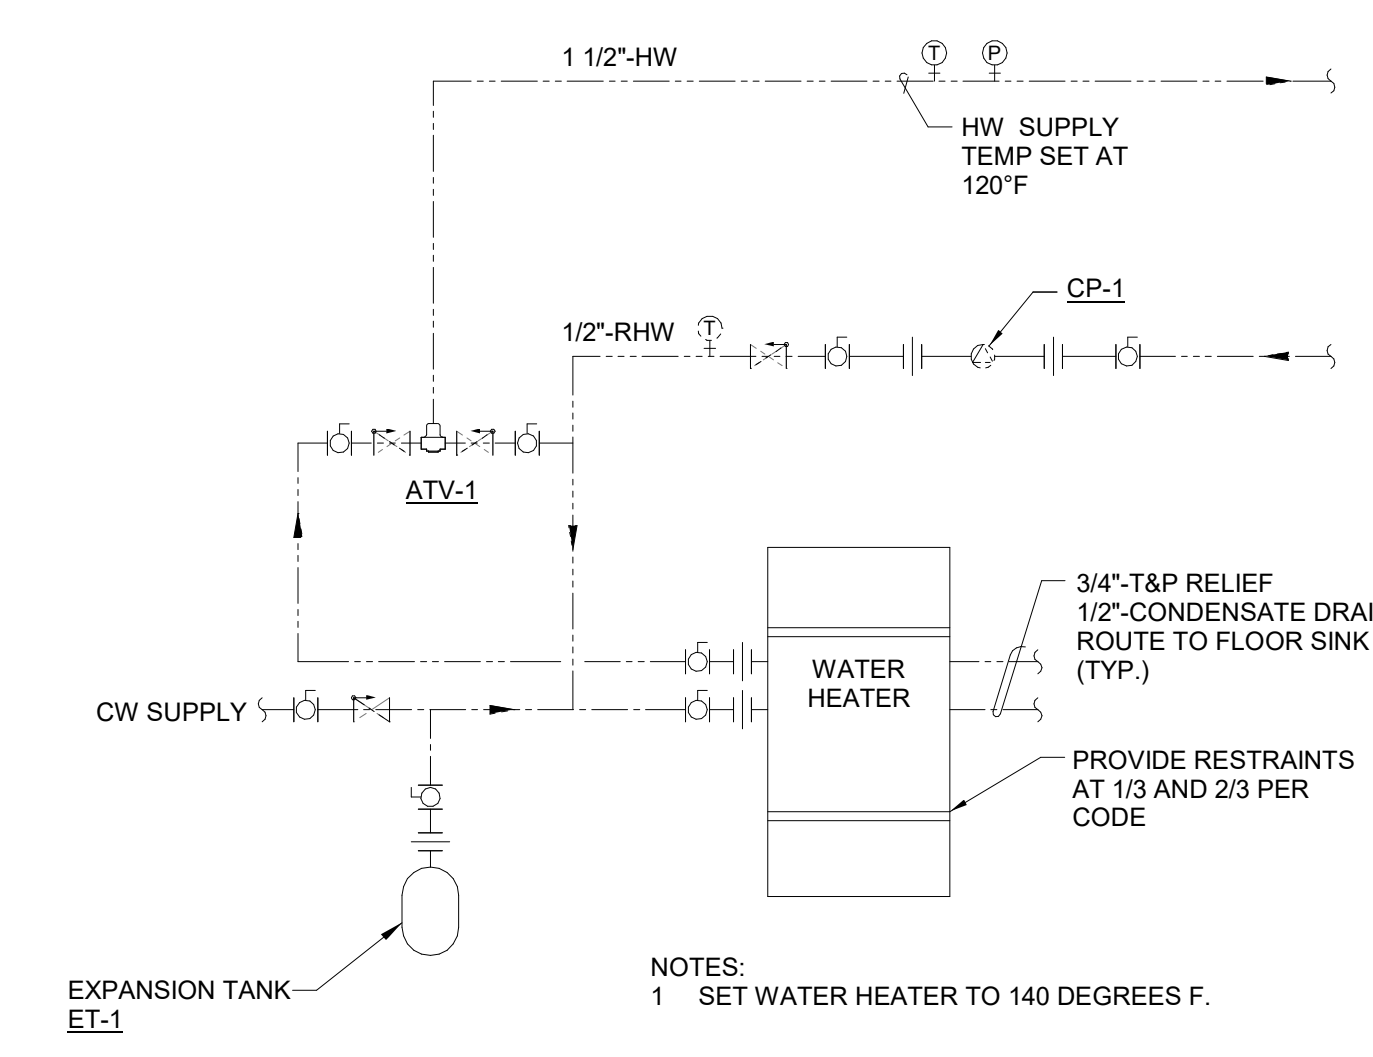 1 1/2"-HW
T
P
HW SUPPLY
TEMP SET AT
120°F
CP-1
1/2"-RHW
T
ATV-1
3/4"-T&P RELIEF
1/2"-CONDENSATE DRAI
ROUTE TO FLOOR SINK
(TYP.)
WATER
HEATER
CW SUPPLY
PROVIDE RESTRAINTS
AT 1/3 AND 2/3 PER
CODE
EXPANSION TANK
ET-1
NOTES:
1 SET WATER HEATER TO 140 DEGREES F.